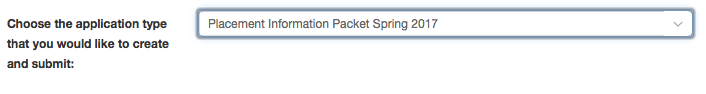 Choose the application type
that you would like to create
and submit:
Placement Information Packet Spring 2017